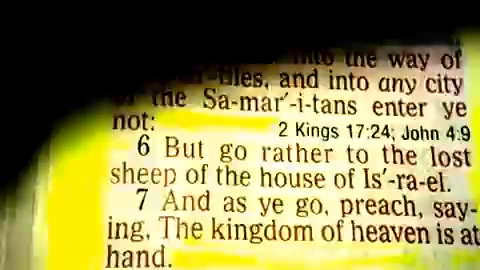 into the way of
-tiles, and into any city
of the Sa-mar´-i-tans enter ye
not:
2 Kings 17:24; John 4:9
6 But go rather to the lost
sheep of the house of Is´-ra-el.
7 And as ye go, preach, say-
ing, The kingdom of heaven is at
hand.